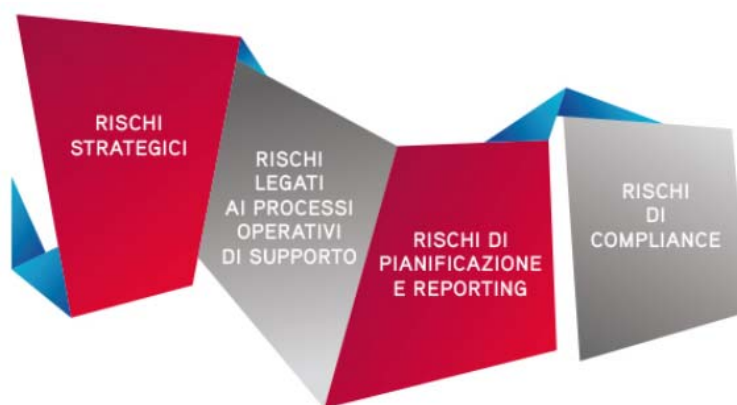 RISCHI
STRATEGICI
RISCHI
LEGATI
AI PROCESSI
OPERATIVI
DI SUPPORTO
RISCHI DI
PIANIFICAZIONE
E REPORTING
RISCHI
DI
COMPLIANCE